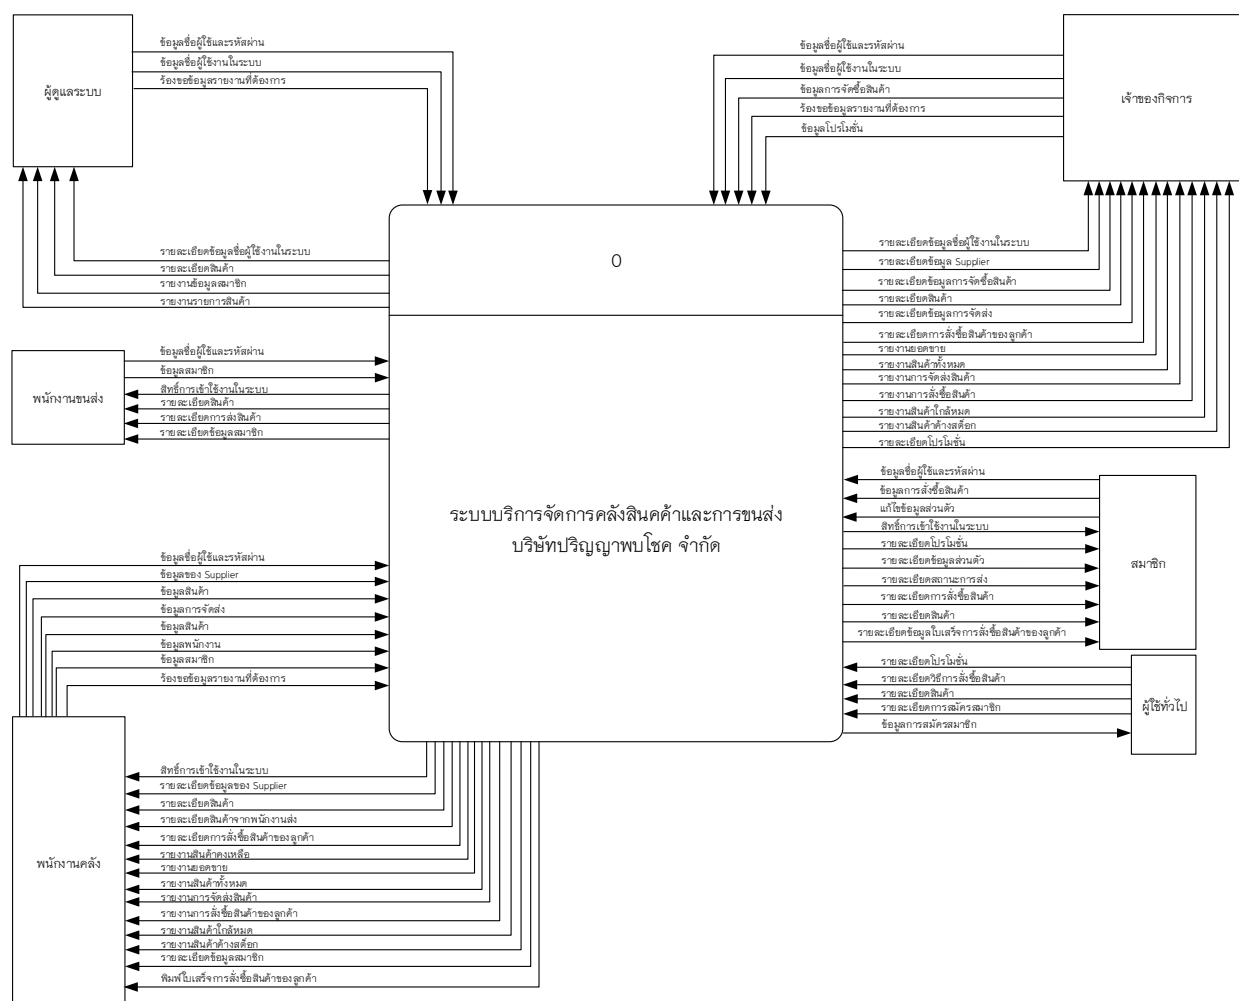 ผู้ดูแลระบบ
ข้อมูลชื่อผู้ใช้และรหัสผ่าน
ข้อมูลชื่อผู้ใช้งานในระบบ
ร้องขอข้อมูลรายงานที่ต้องการ
ข้อมูลชื่อผู้ใช้และรหัสผ่าน
ข้อมูลชื่อผู้ใช้งานในระบบ
ข้อมูลการจัดซื้อสินค้า
ร้องขอข้อมูลรายงานที่ต้องการ
ข้อมูลโปรโมชั่น
เจ้าของกิจการ
รายละเอียดข้อมูลชื่อผู้ใช้งานในระบบ
รายละเอียดสินค้า
รายงานข้อมูลสมาชิก
รายงานรายการสินค้า
0
รายละเอียดข้อมูลชื่อผู้ใช้งานในระบบ
รายละเอียดข้อมูล Supplier
รายละเอียดข้อมูลการจัดซื้อสินค้า
รายละเอียดสินค้า
รายละเอียดข้อมูลการจัดส่ง
รายละเอียดการสั่งซื้อสินค้าของลูกค้า
รายงานยอดขาย
รายงานสินค้าทั้งหมด
รายงานการจัดส่งสินค้า
รายงานการสั่งซื้อสินค้า
รายงานสินค้าใกล้หมด
รายงานสินค้าค้างสต็อก
รายละเอียดโปรโมชั่น
พนักงานขนส่ง
ข้อมูลชื่อผู้ใช้และรหัสผ่าน
ข้อมูลสมาชิก
สิทธิ์การเข้าใช้งานในระบบ
รายละเอียดสินค้า
รายละเอียดการส่งสินค้า
รายละเอียดข้อมูลสมาชิก
ระบบบริการจัดการคลังสินคค้าและการขนส่ง
บริษัทปริญญาพบโชค จำกัด
ข้อมูลชื่อผู้ใช้และรหัสผ่าน
ข้อมูลการสั่งซื้อสินค้า
แก้ไขข้อมูลส่วนตัว
สิทธิ์การเข้าใช้งานในระบบ
รายละเอียดโปรโมชั่น
รายละเอียดข้อมูลส่วนตัว
รายละเอียดสถานะการส่ง
รายละเอียดการสั่งซื้อสินค้า
รายละเอียดสินค้า
รายละเอียดข้อมูลใบเสร็จการสั่งซื้อสินค้าของลูกค้า
สมาชิก
รายละเอียดโปรโมชั่น
รายละเอียดวิธีการสั่งซื้อสินค้า
รายละเอียดสินค้า
รายละเอียดการสมัครสมาชิก
ข้อมูลการสมัครสมาชิก
ผู้ใช้ทั่วไป
ข้อมูลชื่อผู้ใช้และรหัสผ่าน
ข้อมูลของ Supplier
ข้อมูลสินค้า
ข้อมูลการจัดส่ง
ข้อมูลสินค้า
ข้อมูลพนักงาน
ข้อมูลสมาชิก
ร้องขอข้อมูลรายงานที่ต้องการ
พนักงานคลัง
สิทธิ์การเข้าใช้งานในระบบ
รายละเอียดข้อมูลของ Supplier
รายละเอียดสินค้า
รายละเอียดสินค้าจากพนักงานส่ง
รายละเอียดการสั่งซื้อสินค้าของลูกค้า
รายงานสินค้าคงเหลือ
รายงานยอดขาย
รายงานสินค้าทั้งหมด
รายงานการจัดส่งสินค้า
รายงานการสั่งซื้อสินค้าของลูกค้า
รายงานสินค้าใกล้หมด
รายงานสินค้าค้างสต็อก
รายละเอียดข้อมูลสมาชิก
พิมพ์ใบเสร็จการสั่งซื้อสินค้าของลูกค้า